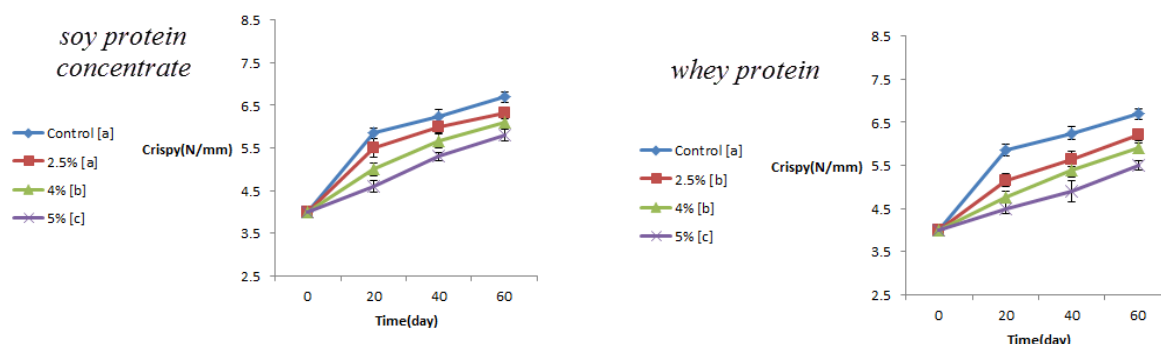 soy protein
concentrate
Control [a]
2.5% [a]
4% [b]
5% [c]
Crispy(N/mm)
8.5
7.5
6.5
5.5
4.5
3.5
2.5
0 20 40 60
Time(day)
whey protein
Control [a]
2.5% [b]
4% [b]
5% [c]
Crispy(N/mm)
8.5
7.5
6.5
5.5
4.5
3.5
2.5
0 20 40 60
Time(day)